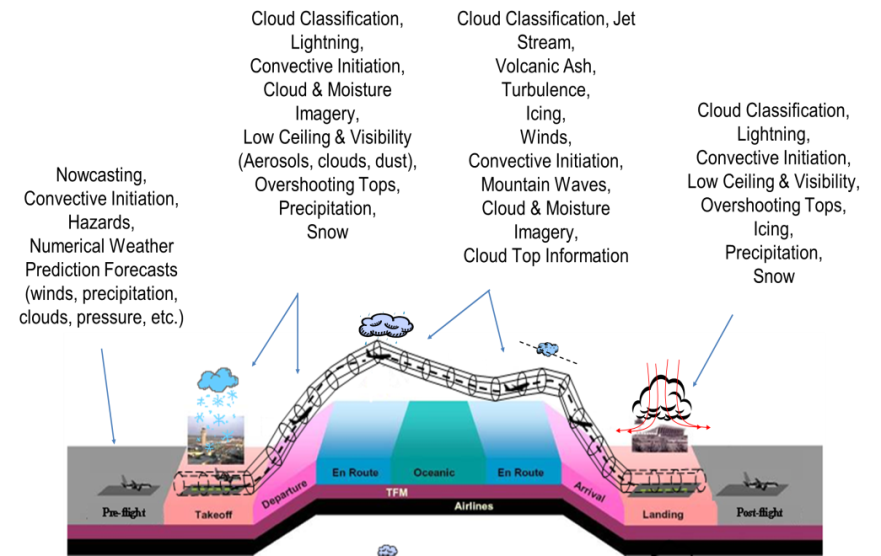 Cloud Classification,
Lightning,
Convective Initiation,
Cloud & Moisture
Imagery,
Low Ceiling & Visibility
(Aerosols, clouds, dust),
Overshooting Tops,
Precipitation,
Snow
Cloud Classification, Jet
Stream,
Volcanic Ash,
Turbulence,
Icing,
Winds,
Convective Initiation,
Mountain Waves,
Cloud & Moisture
Imagery,
Cloud Top Information
Cloud Classification,
Lightning,
Convective Initiation,
Low Ceiling & Visibility,
Overshooting Tops,
Icing,
Precipitation,
Snow
Nowcasting,
Convective Initiation,
Hazards,
Numerical Weather
Prediction Forecasts
(winds, precipitation,
clouds, pressure, etc.)
Pre-flight
Takeoff
Departure
En Route
Oceanic
En Route
Arrival
Landing
Post-flight
TFM
Airlines